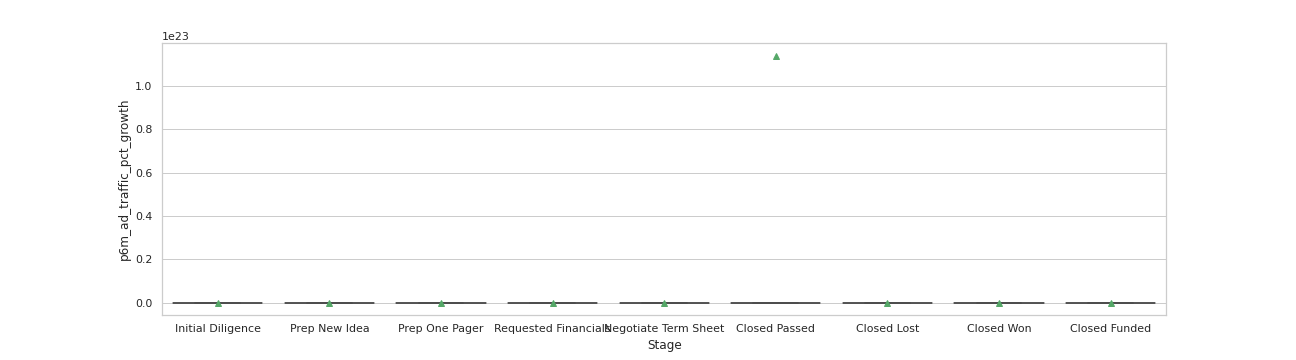 1e23
p6m_ad_traffic_pct_growth
1.0
0.8
0.6
0.4
0.2
0.0
Initial Diligence Prep New Idea Prep One Pager Requested Financials Negotiate Term Sheet Closed Passed Closed Lost Closed Won Closed Funded
Stage